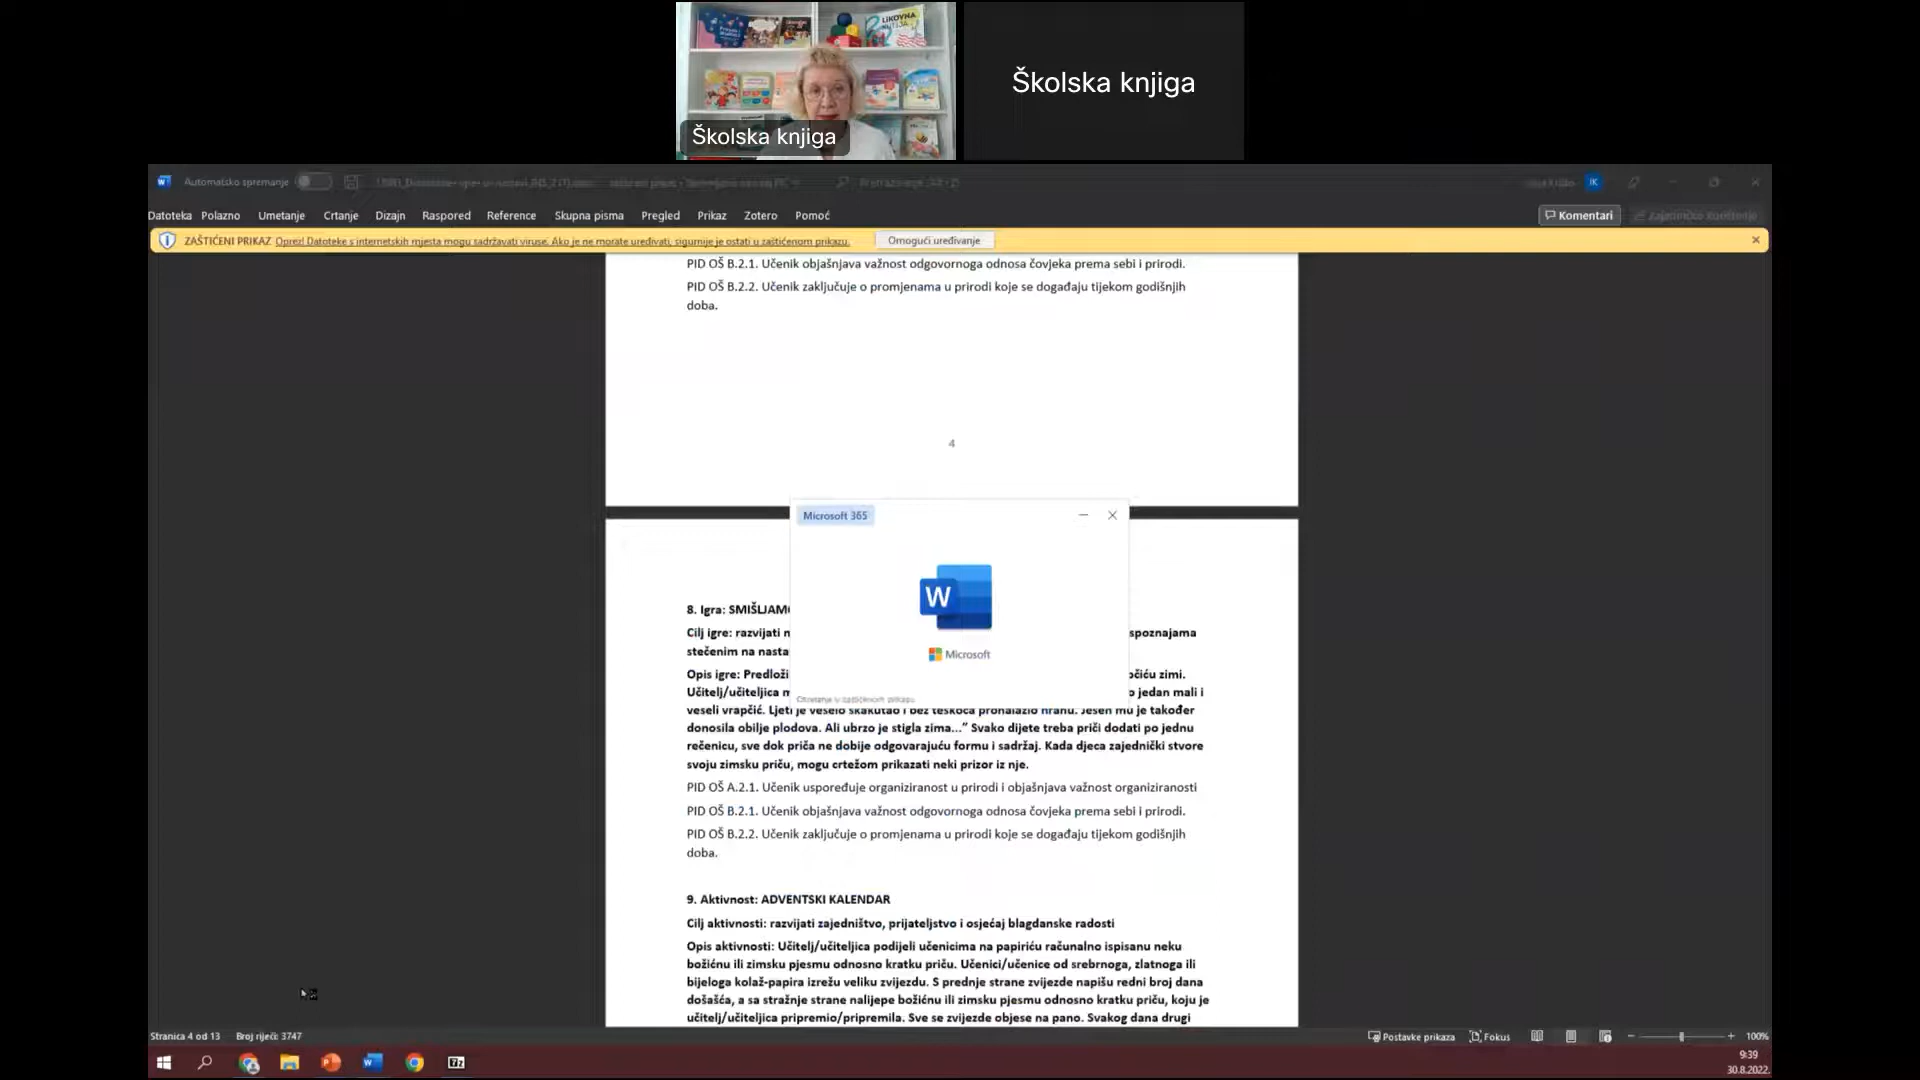 LIKOVNA
KUTIJA
Školska knjiga
Školska knjiga
Automatsko spremanje
IK
Datoteka Polazno Umetanje Crtanje Dizajn Raspored Reference Skupna pisma Pregled Prikaz Zotero Pomoć
Komentari
ZAŠTIĆENI PRIKAZ Oprez! Datoteke s internetskih mjesta mogu sadržavati viruse. Ako je ne morate uređivati, sigurnije je ostati u zaštićenom prikazu. Omogući uređivanje
PID OŠ B.2.1. Učenik objašnjava važnost odgovornoga odnosa čovjeka prema sebi i prirodi.
PID OŠ B.2.2. Učenik zaključuje o promjenama u prirodi koje se događaju tijekom godišnjih
doba.
4
Microsoft 365
W
Microsoft
Otvaranje u zaštićenom prikazu
8. Igra: SMIŠLJAMO
Cilj igre: razvijati spoznajama
stečenim na nasta
Opis igre: Predloži čiću zimi.
Učitelj/učiteljica jedan mali i
veseli vrapčić. Ljeti je veselo skakutao i bez teškoća pronalazio hranu. Jesen mu je također
donosila obilje plodova. Ali ubrzo je stigla zima...” Svako dijete treba priči dodati po jednu
rečenicu, sve dok priča ne dobije odgovarajuću formu i sadržaj. Kada djeca zajednički stvore
svoju zimsku priču, mogu crtežom prikazati neki prizor iz nje.
PID OŠ A.2.1. Učenik uspoređuje organiziranost u prirodi i objašnjava važnost organiziranosti
PID OŠ B.2.1. Učenik objašnjava važnost odgovornoga odnosa čovjeka prema sebi i prirodi.
PID OŠ B.2.2. Učenik zaključuje o promjenama u prirodi koje se događaju tijekom godišnjih
doba.
9. Aktivnost: ADVENTSKI KALENDAR
Cilj aktivnosti: razvijati zajedništvo, prijateljstvo i osjećaj blagdanske radosti
Opis aktivnosti: Učitelj/učiteljica podijeli učenicima na papiriću računalno ispisanu neku
božićnu ili zimsku pjesmu odnosno kratku priču. Učenici/učenice od srebrnoga, zlatnoga ili
bijeloga kolaž-papira izrežu veliku zvijezdu. S prednje strane zvijezde napišu redni broj dana
došašća, a sa stražnje strane nalijepe božićnu ili zimsku pjesmu odnosno kratku priču, koju je
učitelj/učiteljica pripremio/pripremila. Sve se zvijezde objese na pano. Svakog dana drugi
Stranica 4 od 13 Broj riječi: 3747
Postavke prikaza Fokus 100%
9:39
30.8.2022.